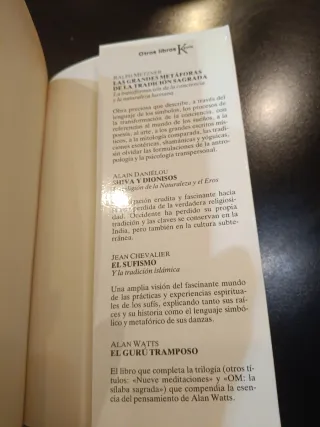 Otros libros Kairós
RALPH METZNER
LAS GRANDES METÁFORAS
DE LA TRADICIÓN SAGRADA
La transformación de la conciencia
y la naturaleza humana
Obra preciosa que describe, a través del
lenguaje de los símbolos, los procesos de
la transformación de la conciencia, con
referencias al mundo de los sueños, a la
poesía, al arte, a los grandes escritos mís-
ticos, a la mitología comparada, las tradi-
ciones esotéricas, shamánicas y yóguicas,
sin olvidar las formulaciones de la antro-
pología y la psicología transpersonal.
ALAIN DANIÉLOU
SHIVA Y DIONISOS
La religión de la Naturaleza y el Eros
erudita y fascinante hacia
perdida de la verdadera religiosi-
dad. Occidente ha perdido su propia
tradición y las claves se conservan en la
India, pero también en la cultura subte-
rránea.
JEAN CHEVALIER
EL SUFISMO
Y la tradición islámica
Una amplia visión del fascinante mundo
de las prácticas y experiencias espiritua-
les de los sufís, explicando tanto sus raí-
ces y su historia como el lenguaje simbó-
lico y metafórico de sus danzas.
ALAN WATTS
EL GURÚ TRAMPOSO
El libro que completa la trilogía (otros tí-
tulos: «Nueve meditaciones» y «OM: la
sílaba sagrada») que compendia la esen-
cia del pensamiento de Alan Watts.